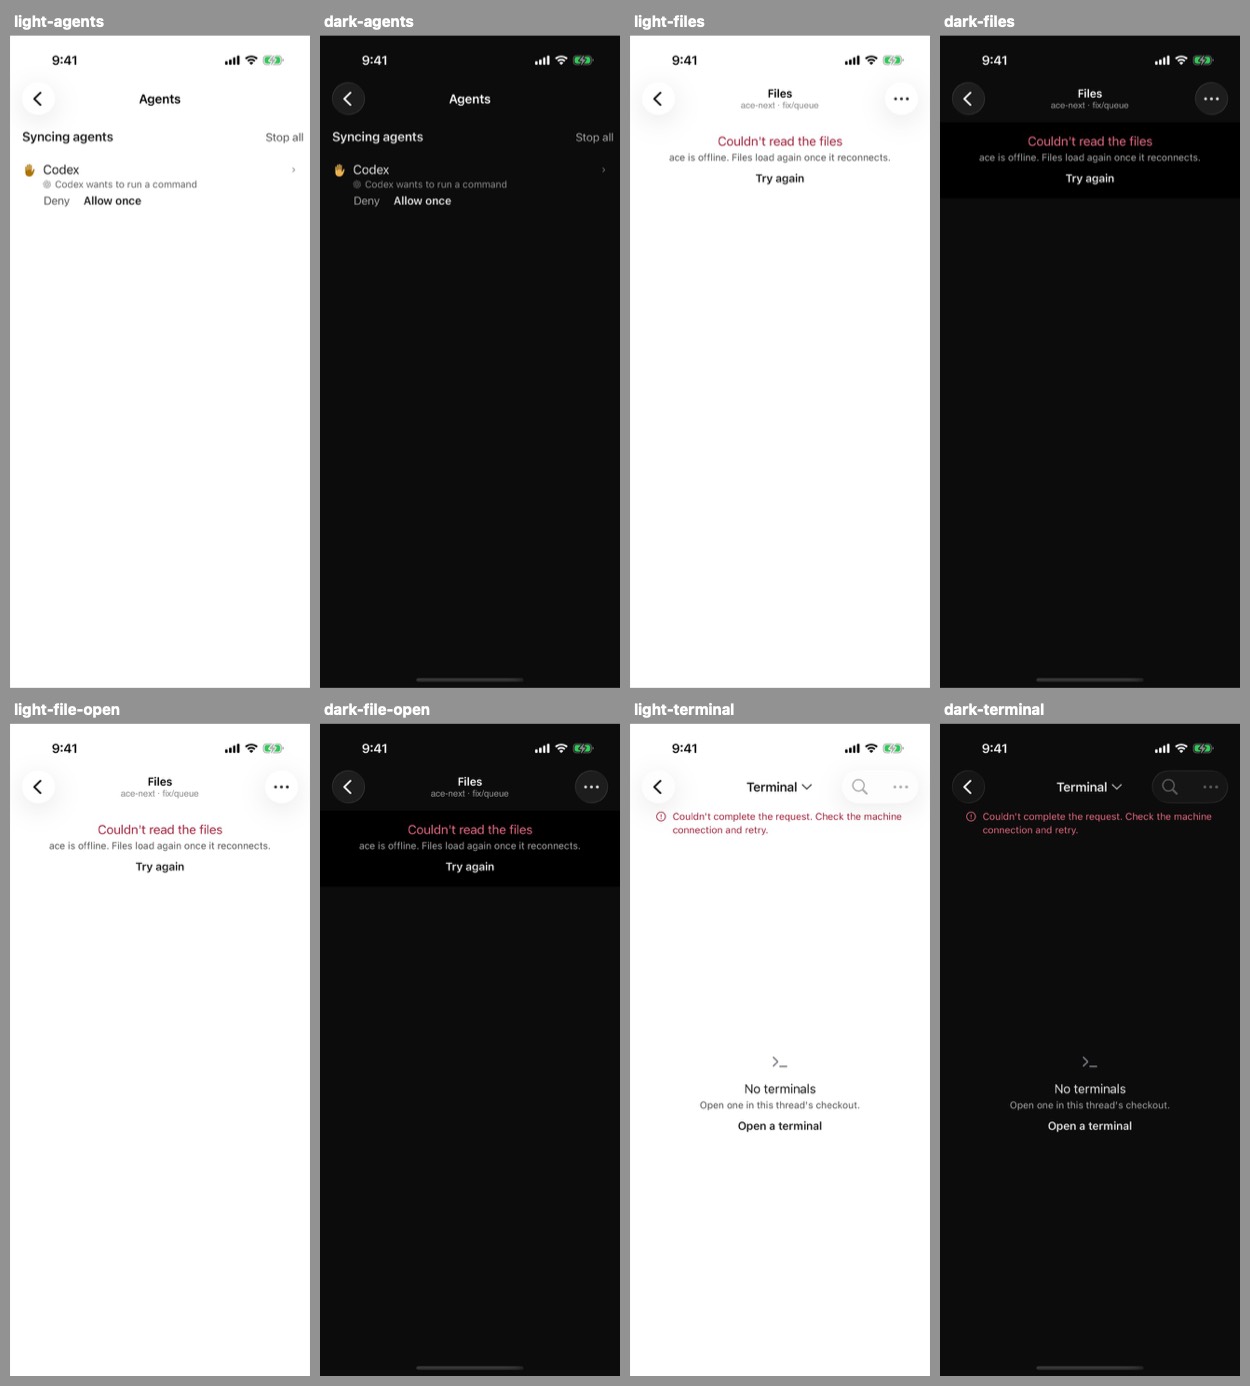 light-agents
9:41
Agents
Syncing agents Stop all
Codex
Codex wants to run a command
Deny Allow once
dark-agents
9:41
Agents
Syncing agents Stop all
Codex
Codex wants to run a command
Deny Allow once
light-files
9:41
Files
ace-next · fix/queue
Couldn't read the files
ace is offline. Files load again once it reconnects.
Try again
dark-files
9:41
Files
ace-next · fix/queue
Couldn't read the files
ace is offline. Files load again once it reconnects.
Try again
light-file-open
9:41
Files
ace-next · fix/queue
Couldn't read the files
ace is offline. Files load again once it reconnects.
Try again
dark-file-open
9:41
Files
ace-next · fix/queue
Couldn't read the files
ace is offline. Files load again once it reconnects.
Try again
light-terminal
9:41
Terminal
Couldn't complete the request. Check the machine
connection and retry.
No terminals
Open one in this thread's checkout.
Open a terminal
dark-terminal
9:41
Terminal
Couldn't complete the request. Check the machine
connection and retry.
No terminals
Open one in this thread's checkout.
Open a terminal